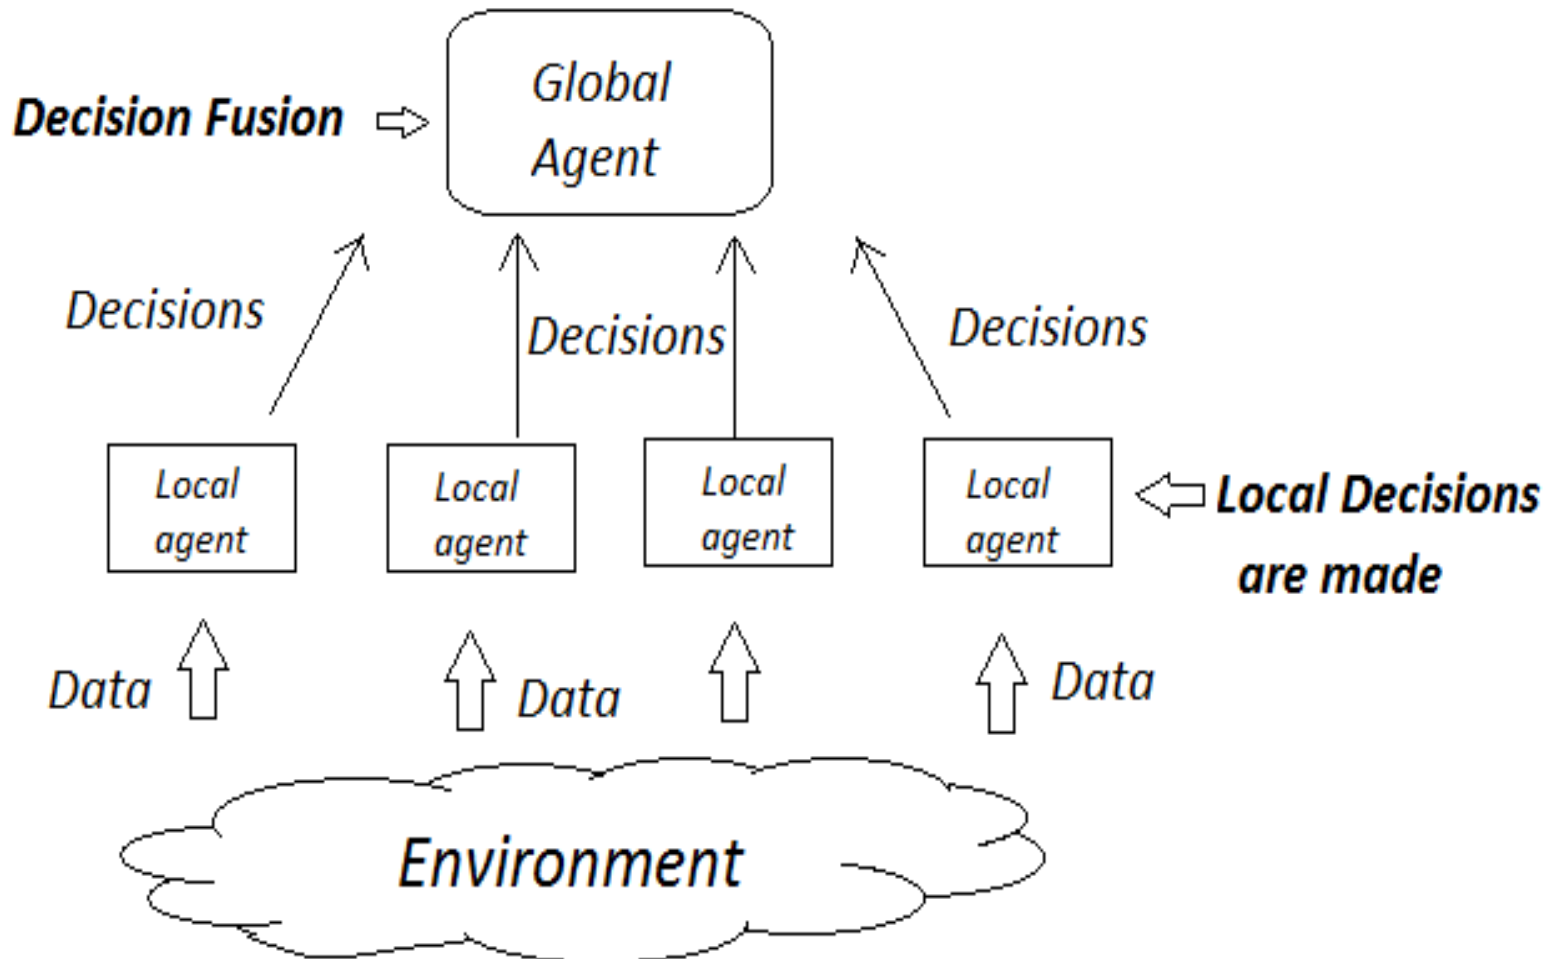 Global
Agent
Decision Fusion
Decisions
Decisions
Decisions
Local
agent
Local
agent
Local
agent
Local
agent
Local Decisions
are made
Data
Data
Data
Environment